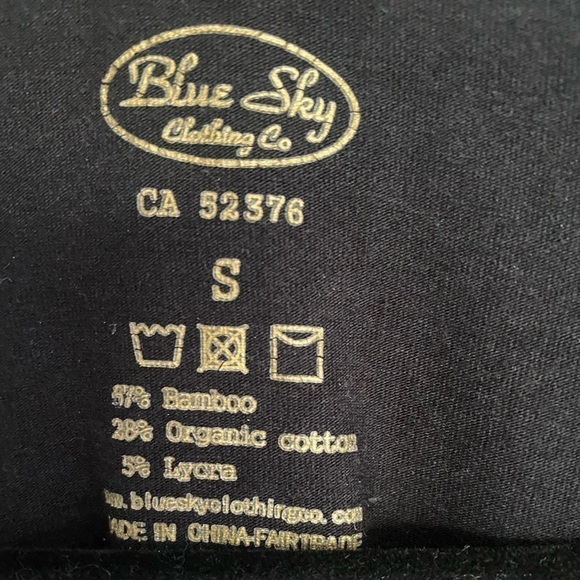 Blue Sky
Clothing Co
CA 52376
S
67% Bamboo
28% Organic cotton
5% Lycra
blueskyclothingco.com
MADE IN CHINA-FAIRTRADE